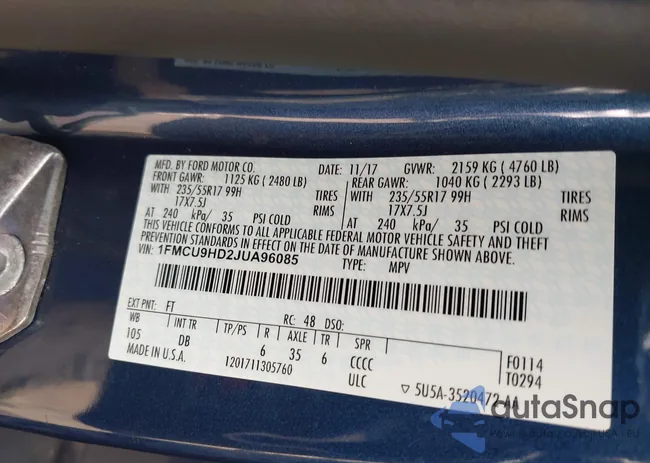 MFD. BY FORD MOTOR CO.
11/17 GVWR: 2159 KG ( 4760 LB)
FRONT GAWR: 1125 KG ( 2480 LB) REAR GAWR: 1040 KG ( 2293 LB)
WITH 235/55R17 99H TIRES WITH 235/55R17 99H TIRES
17X7.5J RIMS 17X7.5J RIMS
AT 240 kPa/ 35 PSI COLD AT 240 kPa/ 35 PSI COLD
THIS VEHICLE CONFORMS TO ALL APPLICABLE FEDERAL MOTOR VEHICLE SAFETY AND THEFT
PREVENTION STANDARDS IN EFFECT ON THE DATE OF MANUFACTURE SHOWN ABOVE.
VIN: 1FMCU9HD2JUA96085
TYPE: MPV
EXT PNT: FT RC: 48 DSO:
WB INT TR TP/PS R AXLE TR SPR
105 DB 6 35 6 CCCC F0114
MADE IN U.S.A. 1201711305760 ULC T0294
▽ 5U5A-3520472-AA
autoSnap